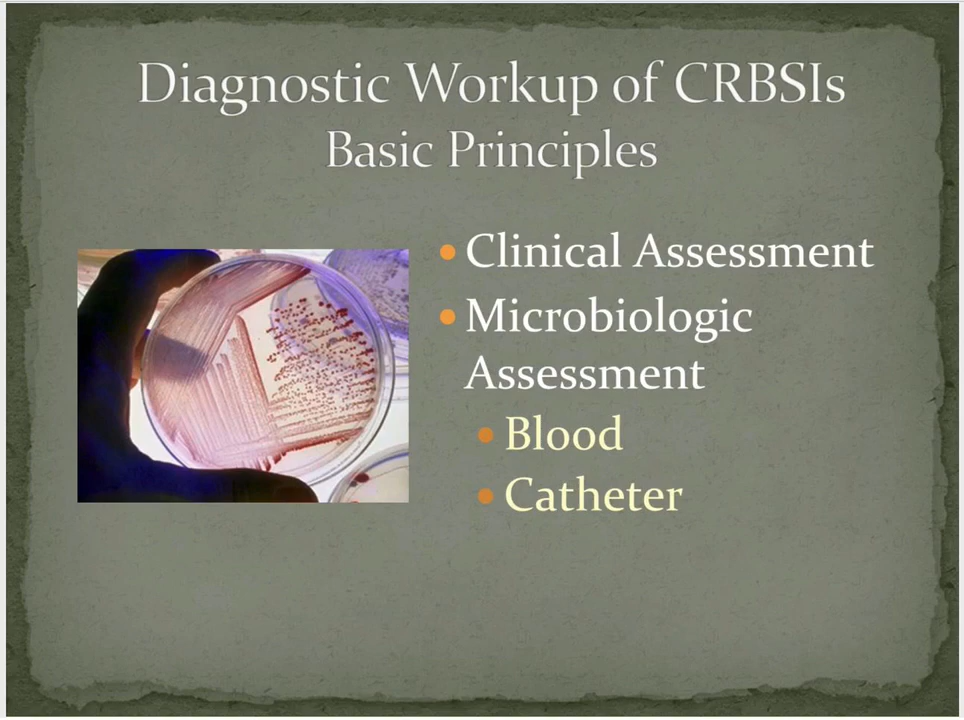 Diagnostic Workup of CRBSIs
Basic Principles
Clinical Assessment
Microbiologic
Assessment
Blood
Catheter